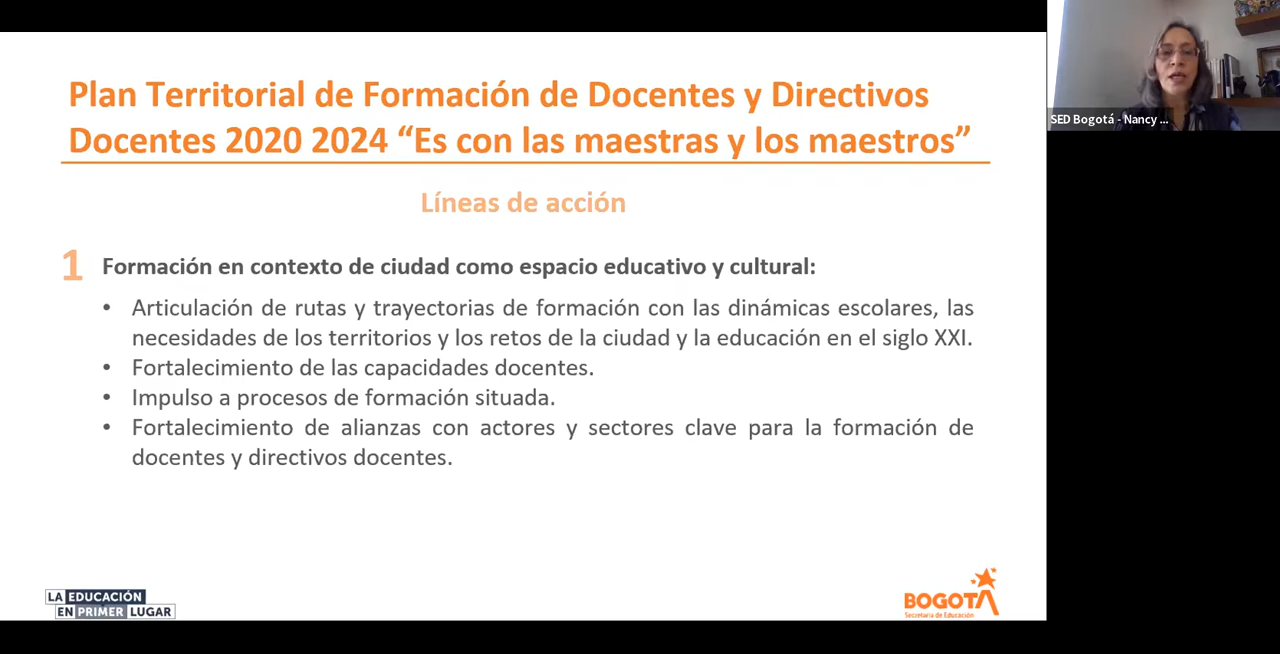 Plan Territorial de Formación de Docentes y Directivos
Docentes 2020 2024 “Es con las maestras y los maestros”
Líneas de acción
1 Formación en contexto de ciudad como espacio educativo y cultural:
• Articulación de rutas y trayectorias de formación con las dinámicas escolares, las
necesidades de los territorios y los retos de la ciudad y la educación en el siglo XXI.
• Fortalecimiento de las capacidades docentes.
• Impulso a procesos de formación situada.
• Fortalecimiento de alianzas con actores y sectores clave para la formación de
docentes y directivos docentes.
LA EDUCACIÓN
EN PRIMER LUGAR
BOGOTÁ
Secretaría de Educación
SED Bogotá - Nancy ...